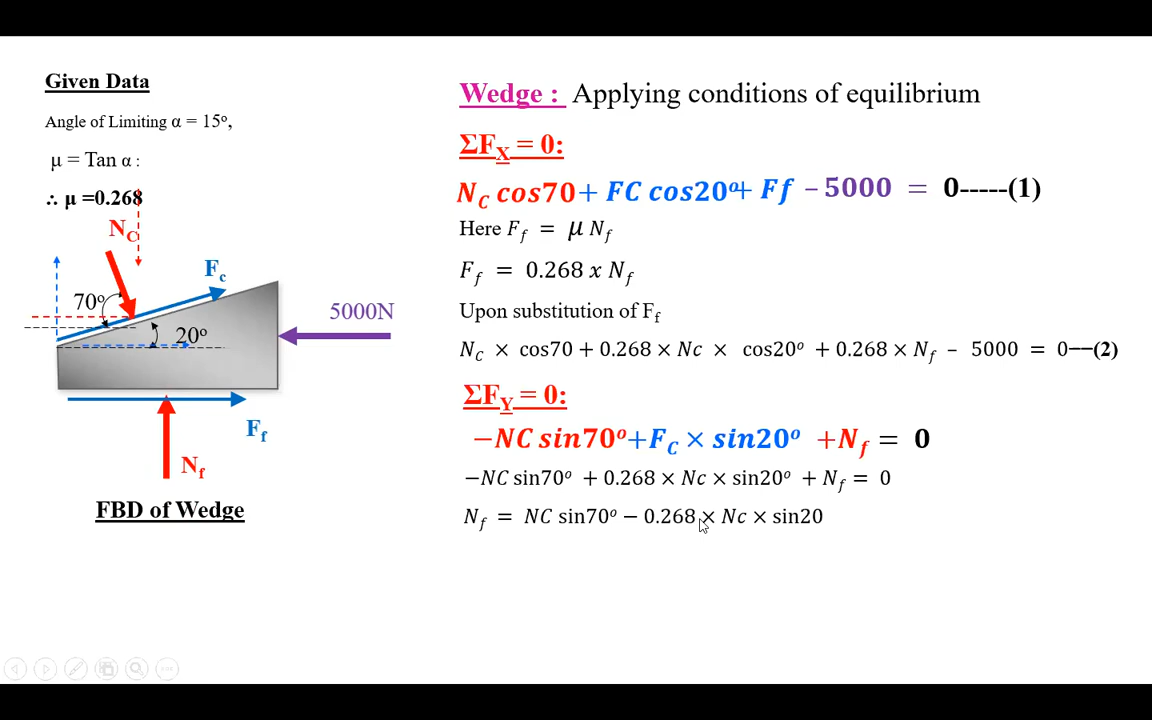 Given Data
Angle of Limiting α = 15º,
μ = Tan α :
∴ μ =0.268
N_C
F_c
70º
20º
5000N
F_f
N_f
FBD of Wedge
Wedge : Applying conditions of equilibrium
ΣF_X = 0:
N_C cos70+ FC cos20º+ Ff – 5000 = 0-----(1)
Here F_f = μ N_f
F_f = 0.268 x N_f
Upon substitution of F_f
N_C × cos70 + 0.268 × Nc × cos20º + 0.268 × N_f – 5000 = 0−−(2)
ΣF_Y = 0:
−NC sin70º+F_C × sin20º +N_f = 0
−NC sin70º + 0.268 × Nc × sin20º + N_f = 0
N_f = NC sin70º − 0.268 × Nc × sin20